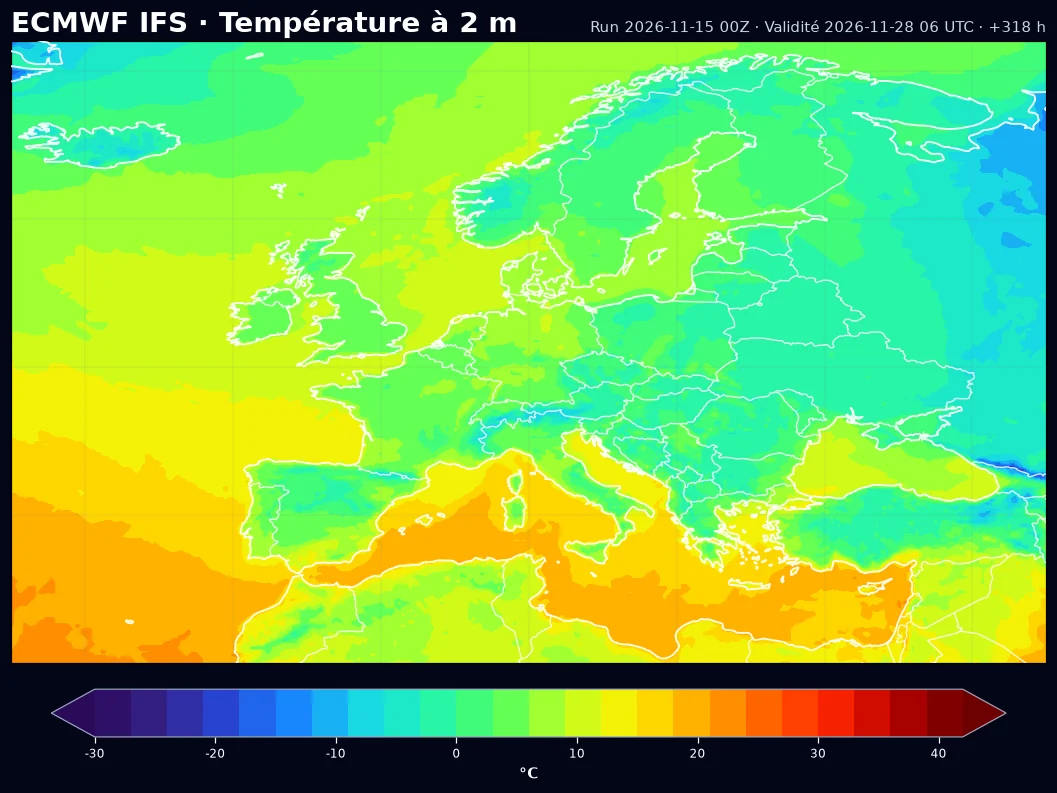 ECMWF IFS · Température à 2 m
Run 2026-11-15 00Z · Validité 2026-11-28 06 UTC · +318 h
-30 -20 -10 0 10 20 30 40
°C